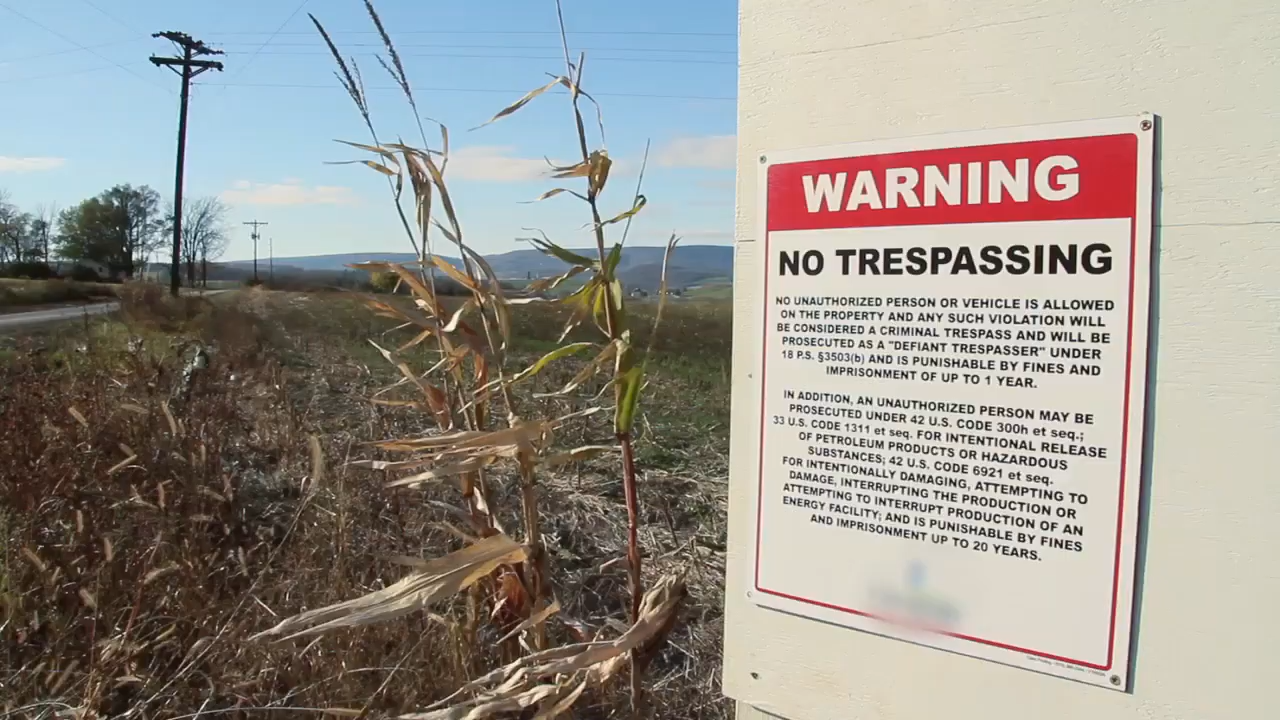 WARNING
NO TRESPASSING
NO UNAUTHORIZED PERSON OR VEHICLE IS ALLOWED
ON THE PROPERTY AND ANY SUCH VIOLATION WILL
BE CONSIDERED A CRIMINAL TRESPASS AND WILL BE
PROSECUTED AS A "DEFIANT TRESPASSER" UNDER
18 P.S. §3503(b) AND IS PUNISHABLE BY FINES AND
IMPRISONMENT OF UP TO 1 YEAR.
IN ADDITION, AN UNAUTHORIZED PERSON MAY BE
PROSECUTED UNDER 42 U.S. CODE 300h et seq.;
33 U.S. CODE 1311 et seq. FOR INTENTIONAL RELEASE
OF PETROLEUM PRODUCTS OR HAZARDOUS
SUBSTANCES; 42 U.S. CODE 6921 et seq.
FOR INTENTIONALLY DAMAGING, ATTEMPTING TO
DAMAGE, INTERRUPTING THE PRODUCTION OR
ATTEMPTING TO INTERRUPT PRODUCTION OF AN
ENERGY FACILITY; AND IS PUNISHABLE BY FINES
AND IMPRISONMENT UP TO 20 YEARS.